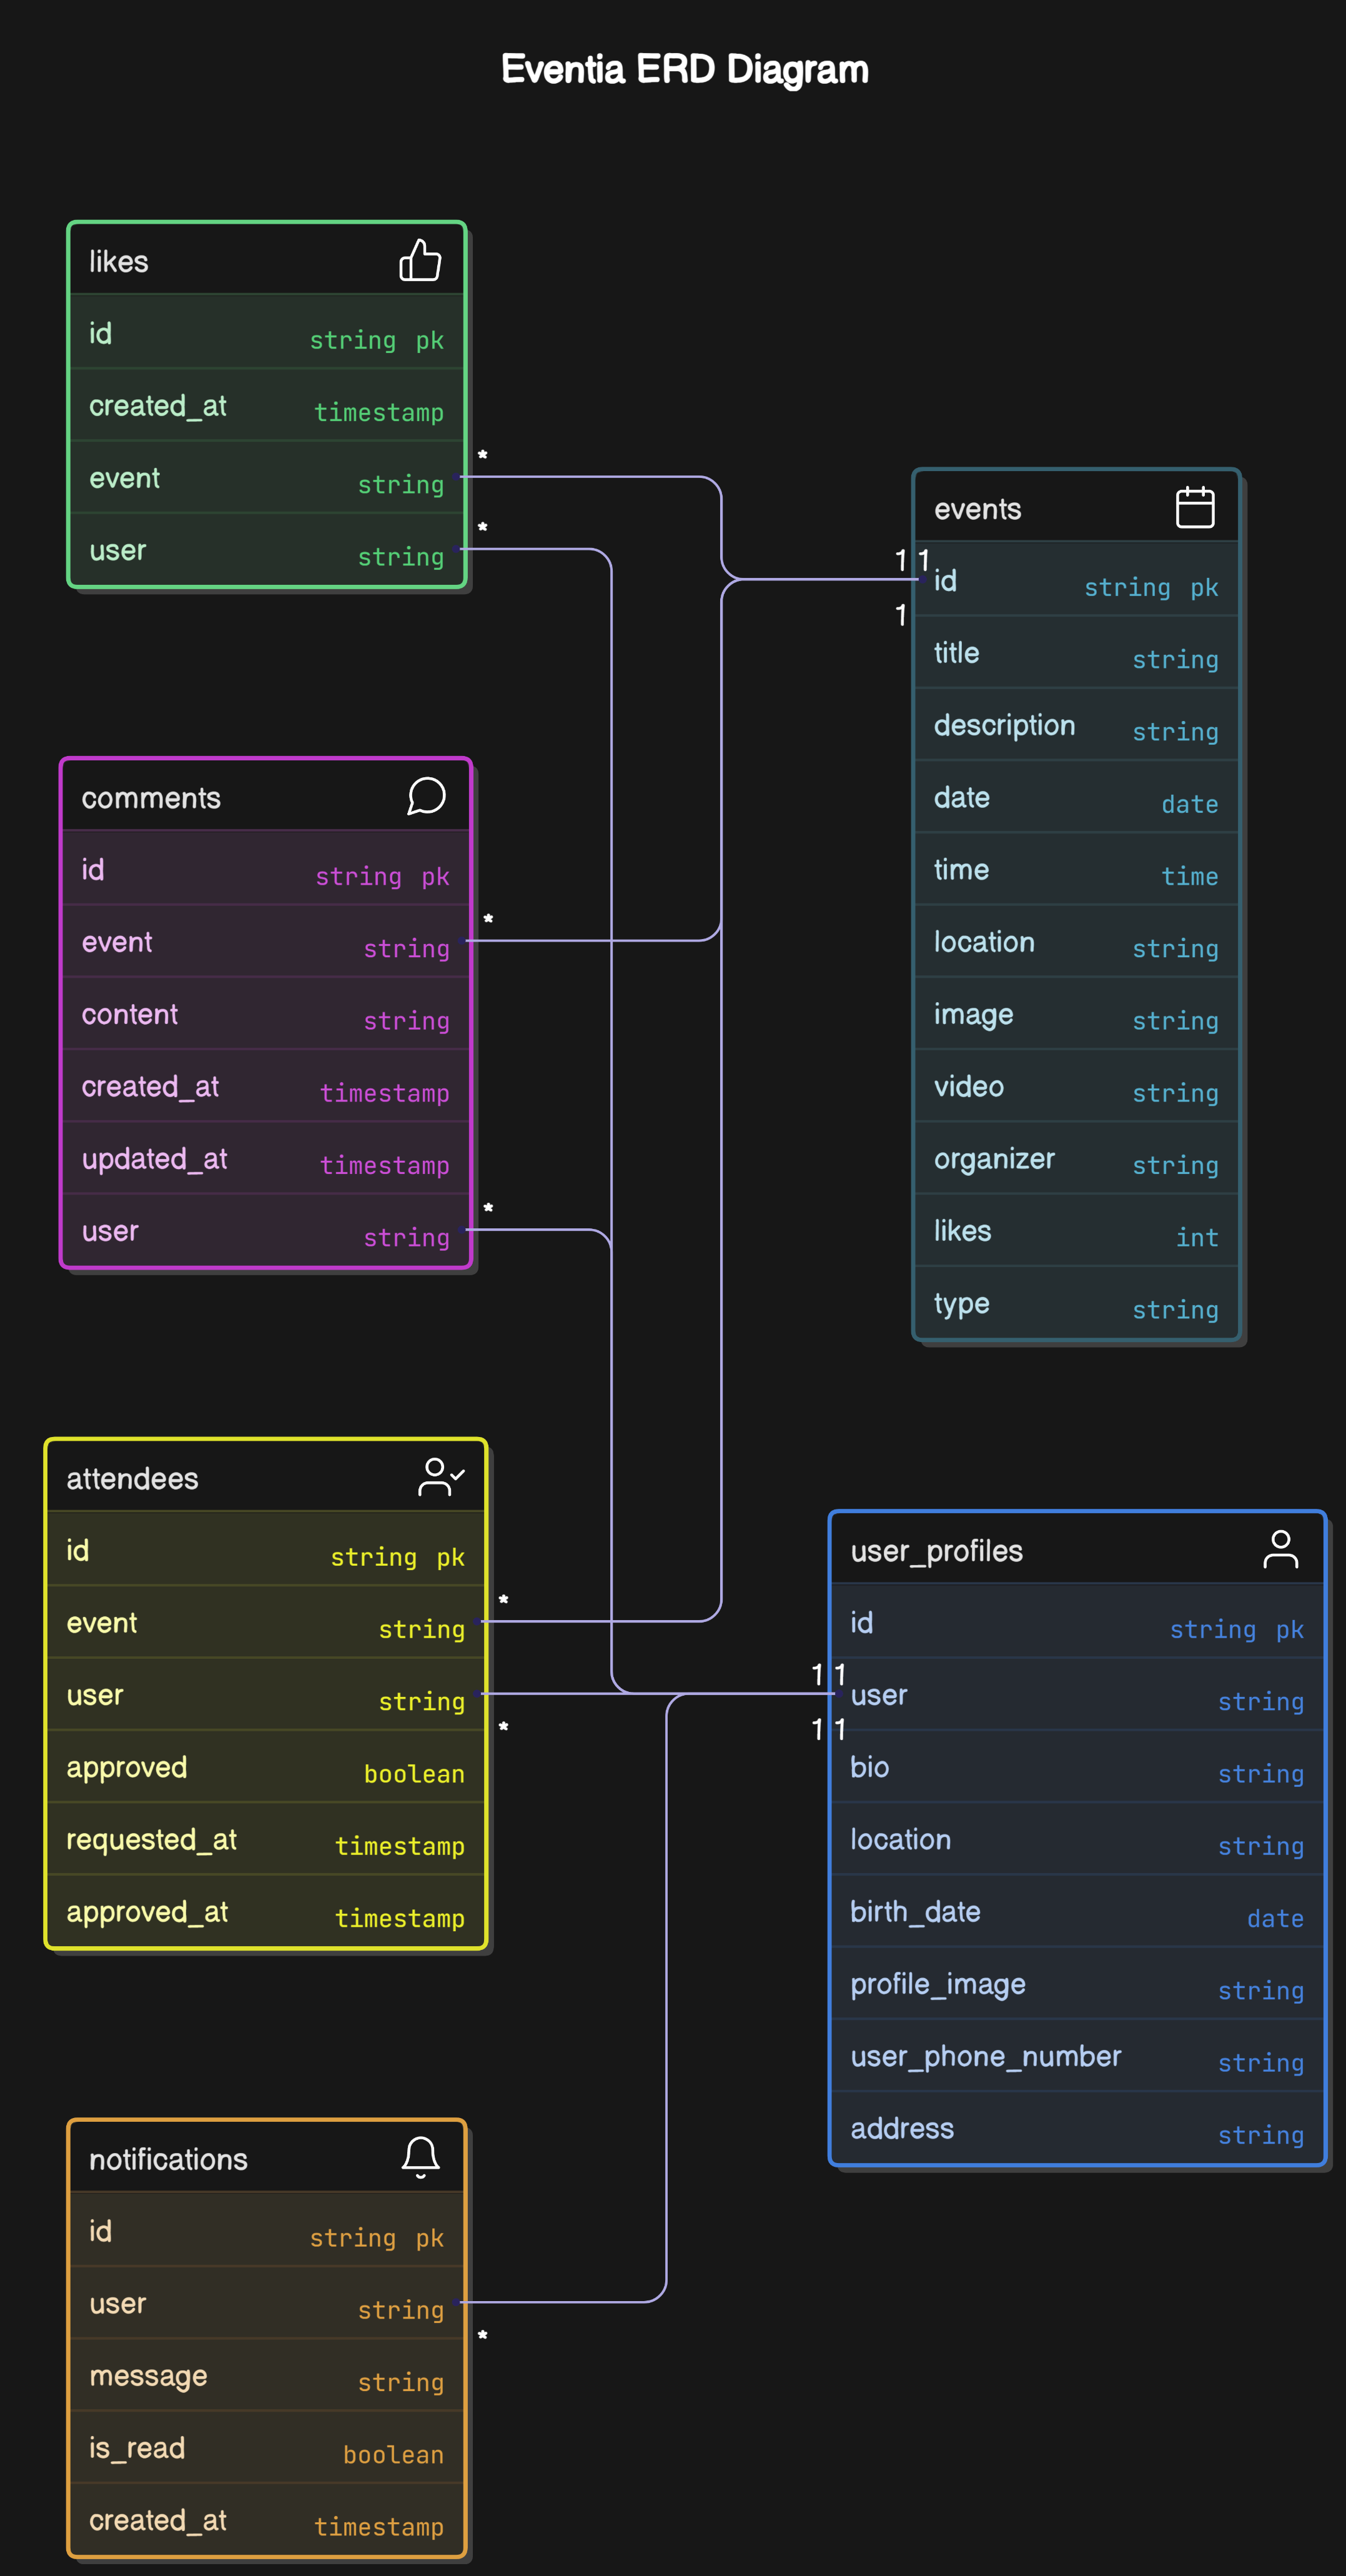 Eventia ERD Diagram
likes
id string pk
created_at timestamp
event string
user string
*
*
comments
id string pk
event string
content string
created_at timestamp
updated_at timestamp
user string
*
*
attendees
id string pk
event string
user string
approved boolean
requested_at timestamp
approved_at timestamp
*
*
notifications
id string pk
user string
message string
is_read boolean
created_at timestamp
*
events
1 1
id string pk
1
title string
description string
date date
time time
location string
image string
video string
organizer string
likes int
type string
user_profiles
id string pk
1 1
user string
1 1
bio string
location string
birth_date date
profile_image string
user_phone_number string
address string